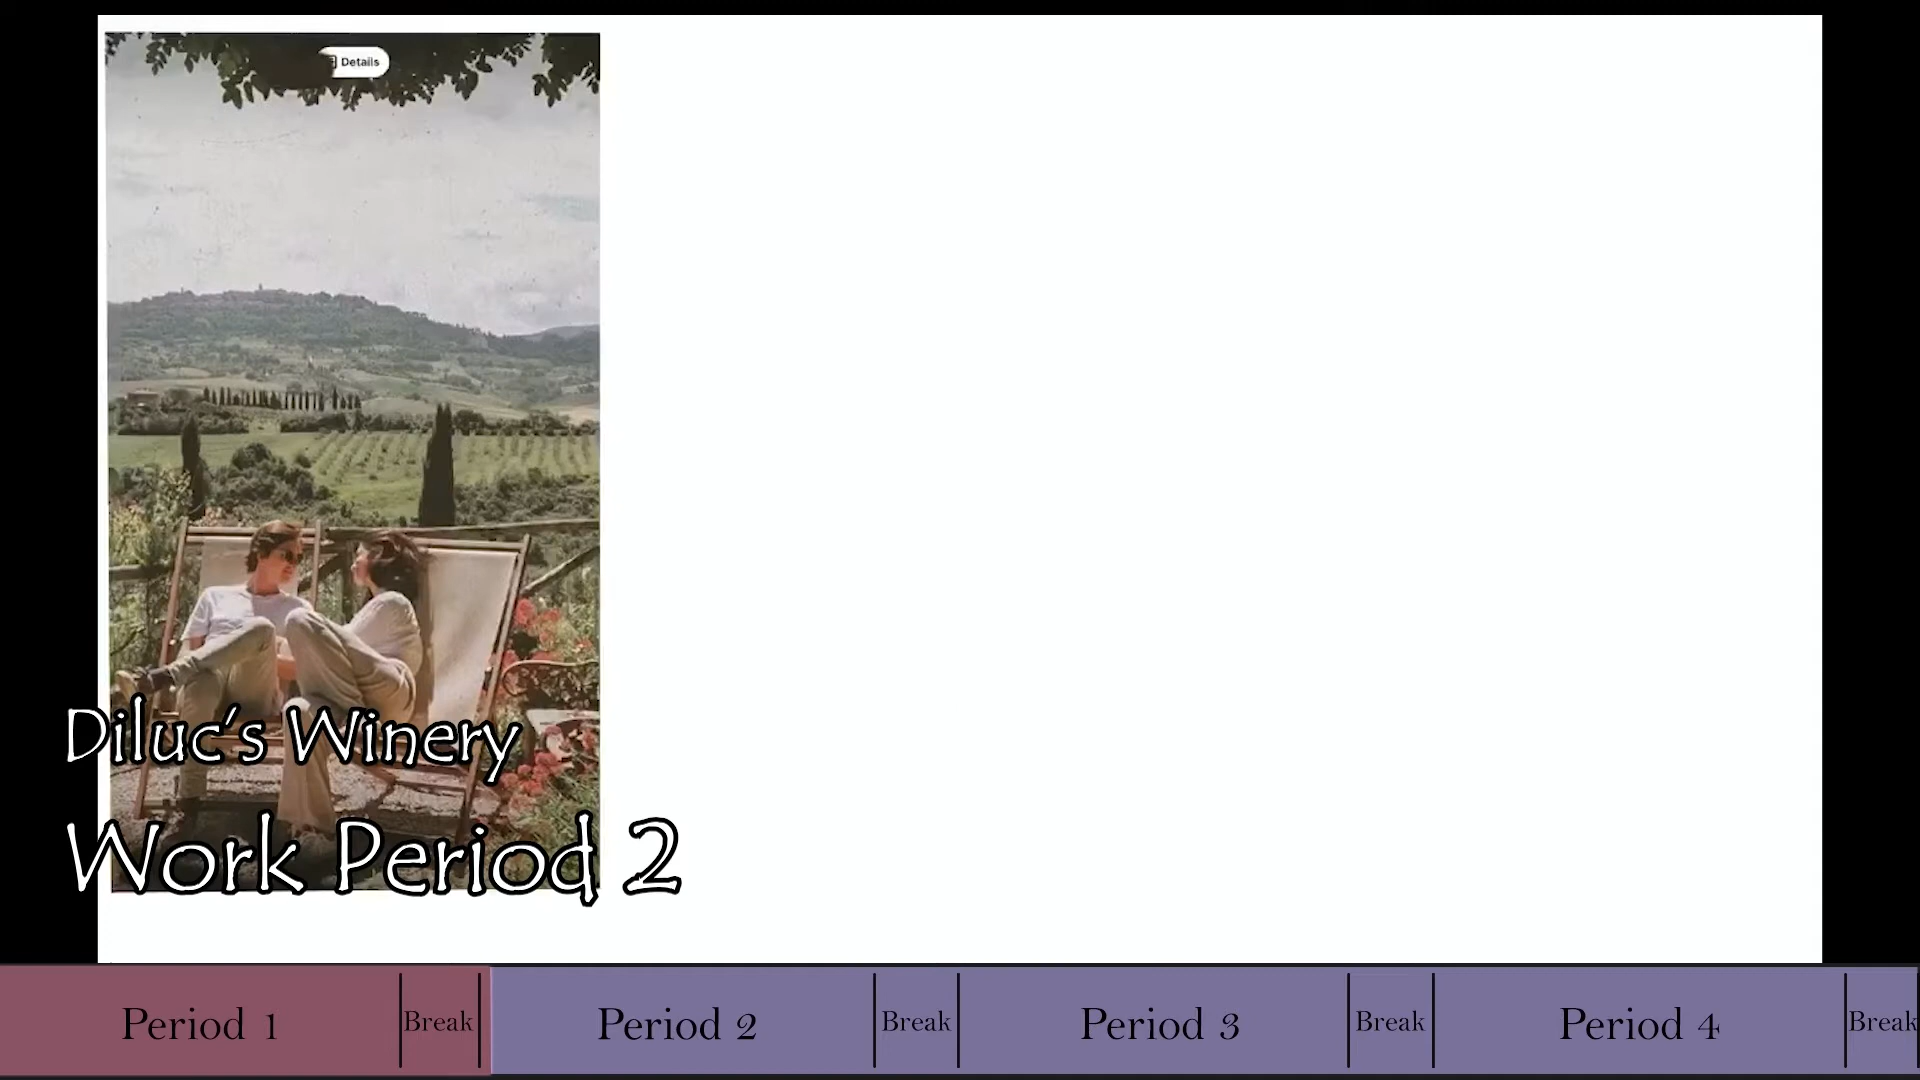 Details
Diluc's Winery
Work Period 2
Period 1
Break
Period 2
Break
Period 3
Break
Period 4
Break